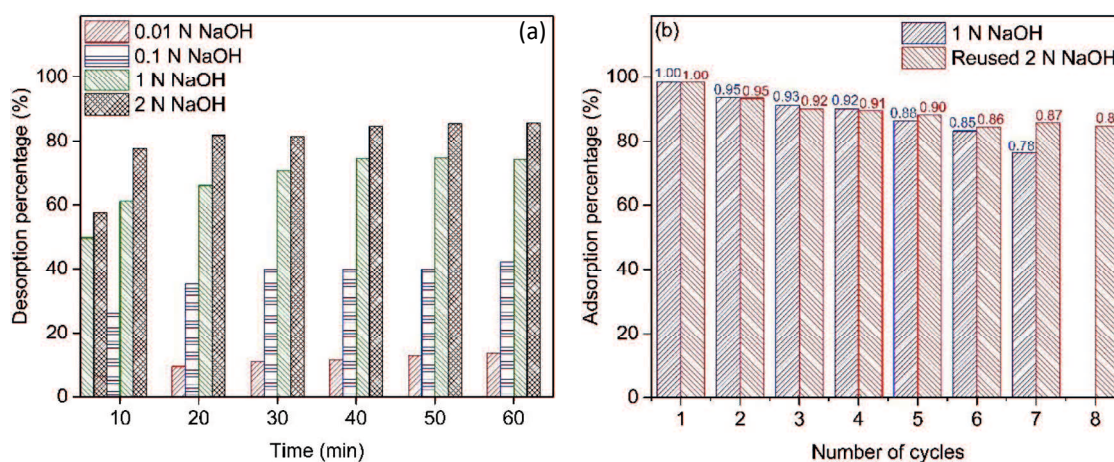 (a)
0.01 N NaOH
0.1 N NaOH
1 N NaOH
2 N NaOH
Desorption percentage (%)
100
80
60
40
20
0
10 20 30 40 50 60
Time (min)
(b)
1 N NaOH
Reused 2 N NaOH
Adsorption percentage (%)
100
80
60
40
20
0
1.00 1.00
0.95 0.95
0.93 0.92
0.92 0.91
0.88 0.90
0.85 0.86
0.78 0.87
0.8
1 2 3 4 5 6 7 8
Number of cycles